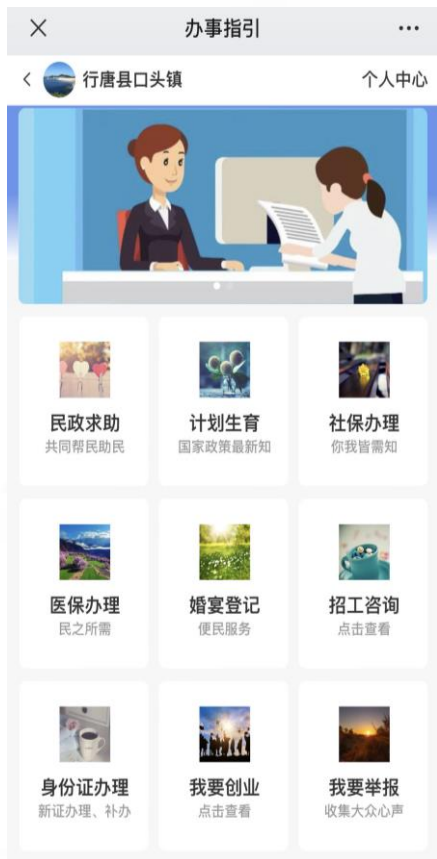 办事指引
行唐县口头镇
个人中心
民政求助
计划生育
社保办理
共同帮民助民
国家政策最新知
你我皆需知
医保办理
婚宴登记
招工咨询
民之所需
便民服务
点击查看
身份证办理
我要创业
我要举报
新证办理、补办
点击查看
收集大众心声